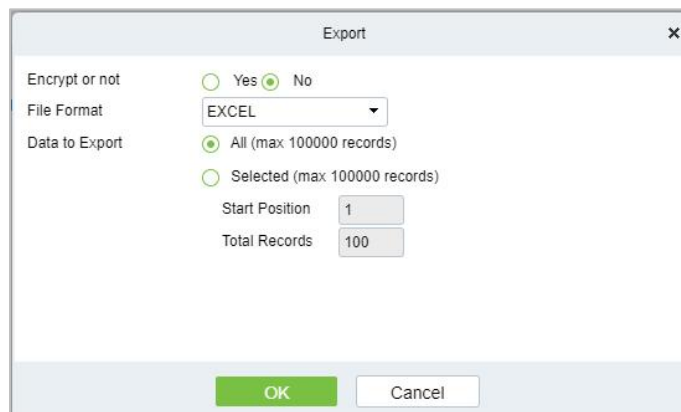 Export
Encrypt or not Yes No
File Format EXCEL
Data to Export All (max 100000 records)
Selected (max 100000 records)
Start Position 1
Total Records 100
OK Cancel